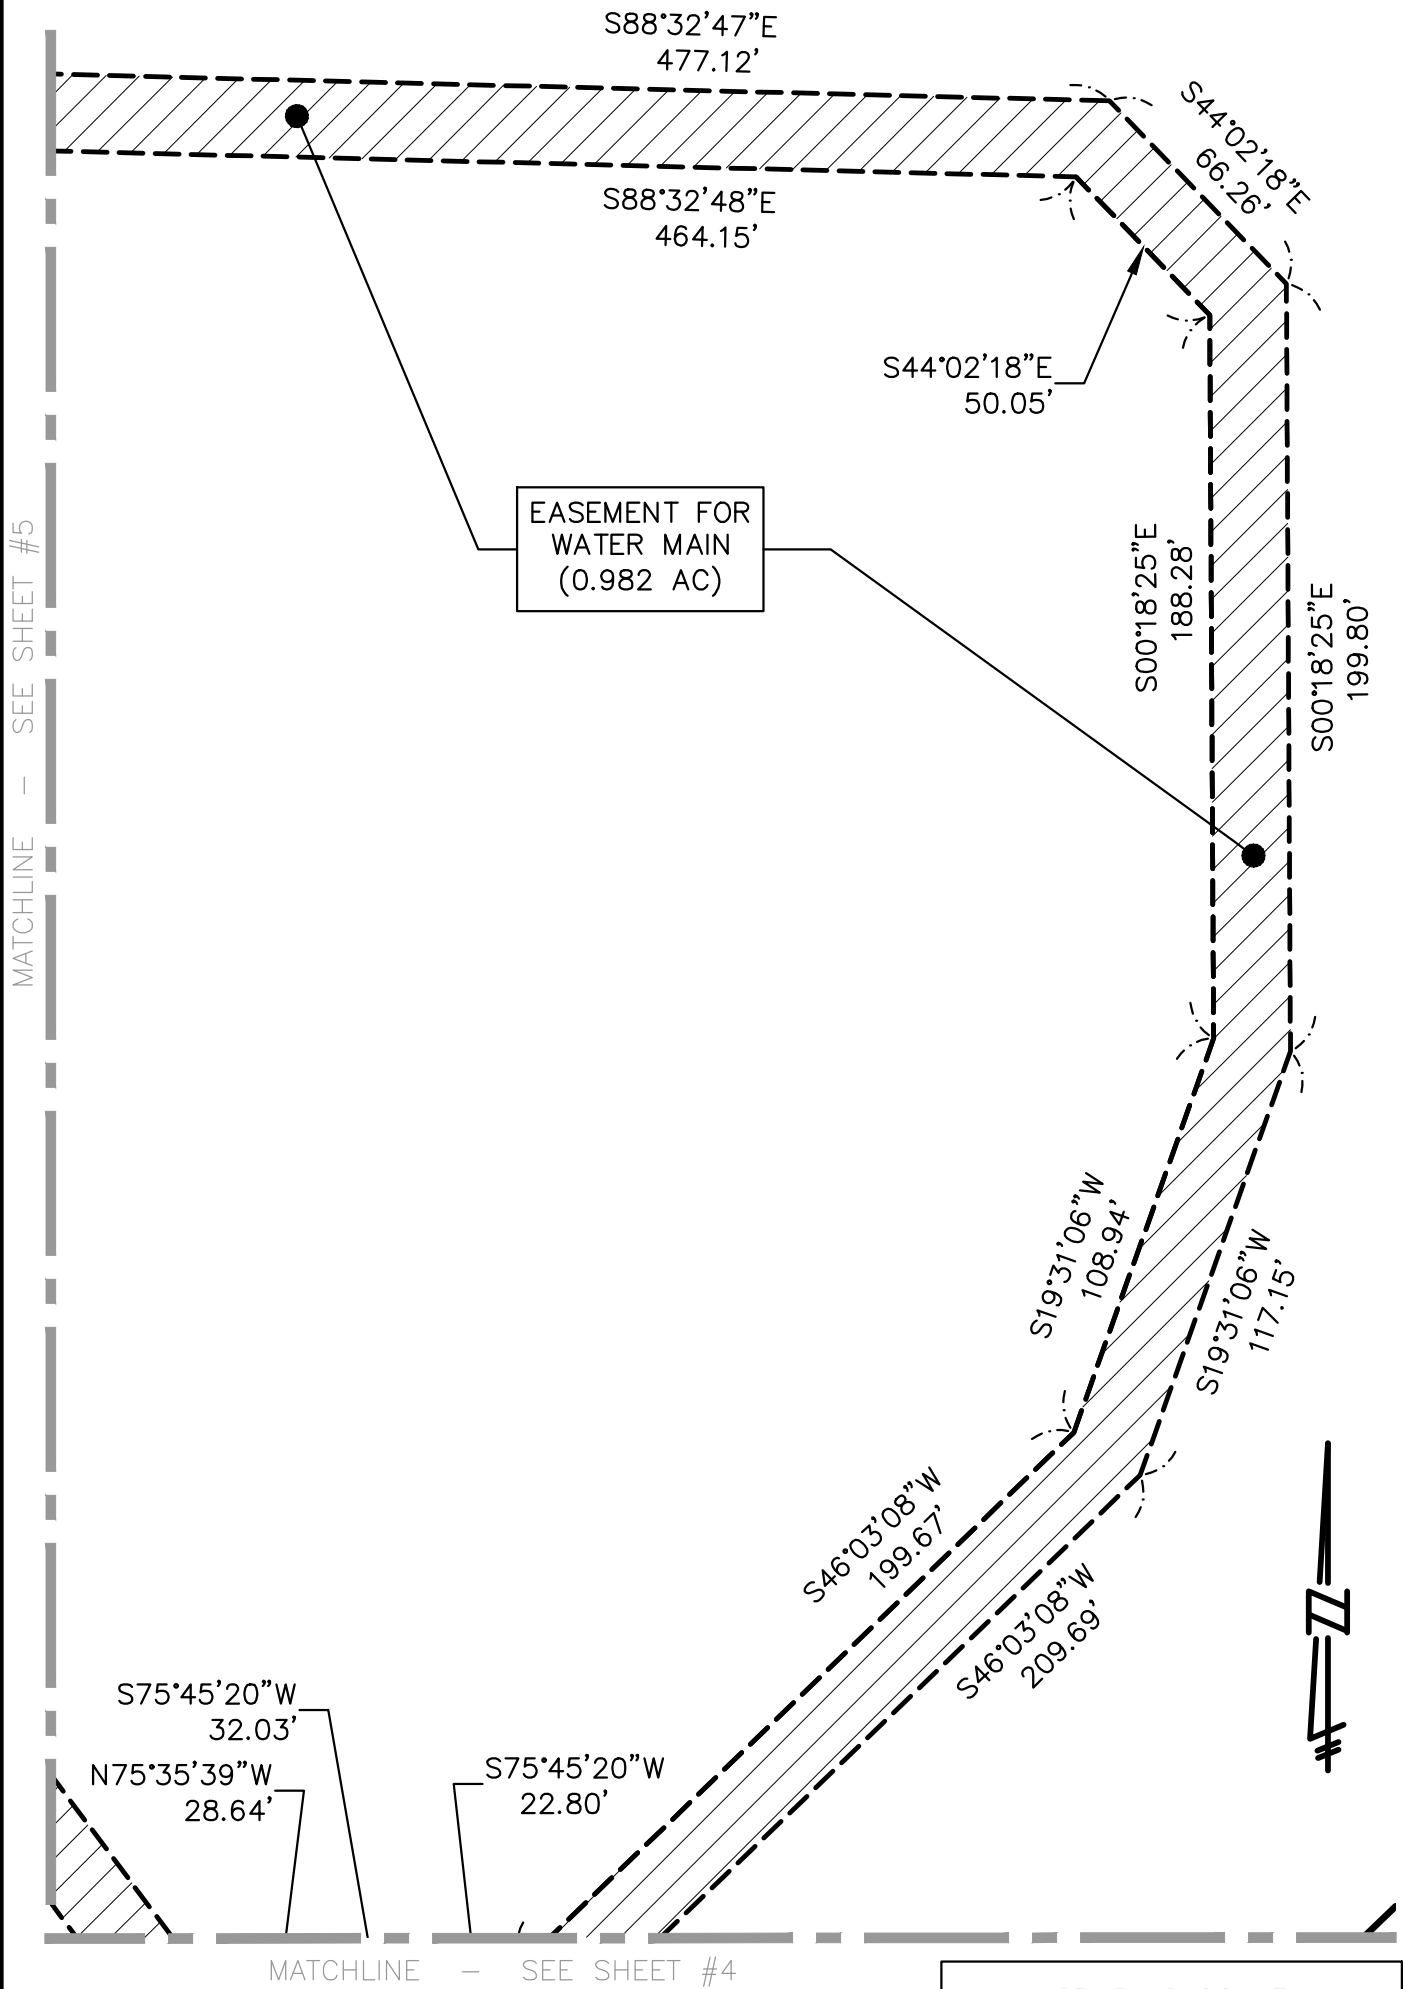 S88°32'47"E
477.12'
S44°02'18"E
66.26'
S88°32'48"E
464.15'
S44°02'18"E
50.05'
EASEMENT FOR
WATER MAIN
(0.982 AC)
MATCHLINE - SEE SHEET #5
S00°18'25"E
188.28'
S00°18'25"E
199.80'
S19°31'06"W
108.94'
S19°31'06"W
117.15'
S46°03'08"W
199.67'
S46°03'08"W
209.69'
S75°45'20"W
32.03'
N75°35'39"W
28.64'
S75°45'20"W
22.80'
MATCHLINE - SEE SHEET #4